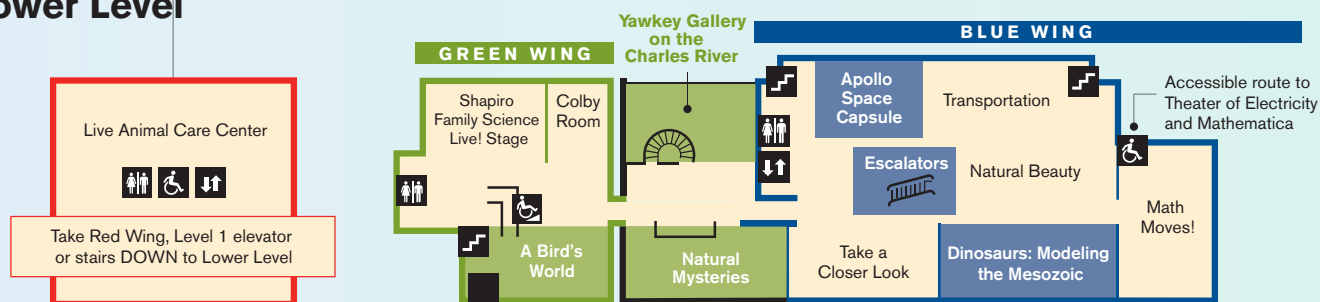 Lower Level
Live Animal Care Center
Take Red Wing, Level 1 elevator
or stairs DOWN to Lower Level
GREEN WING
Shapiro
Family Science
Live! Stage
Colby
Room
A Bird's
World
Yawkey Gallery
on the
Charles River
Natural
Mysteries
BLUE WING
Apollo
Space
Capsule
Transportation
Escalators
Natural Beauty
Take a
Closer Look
Dinosaurs: Modeling
the Mesozoic
Math
Moves!
Accessible route to
Theater of Electricity
and Mathematica